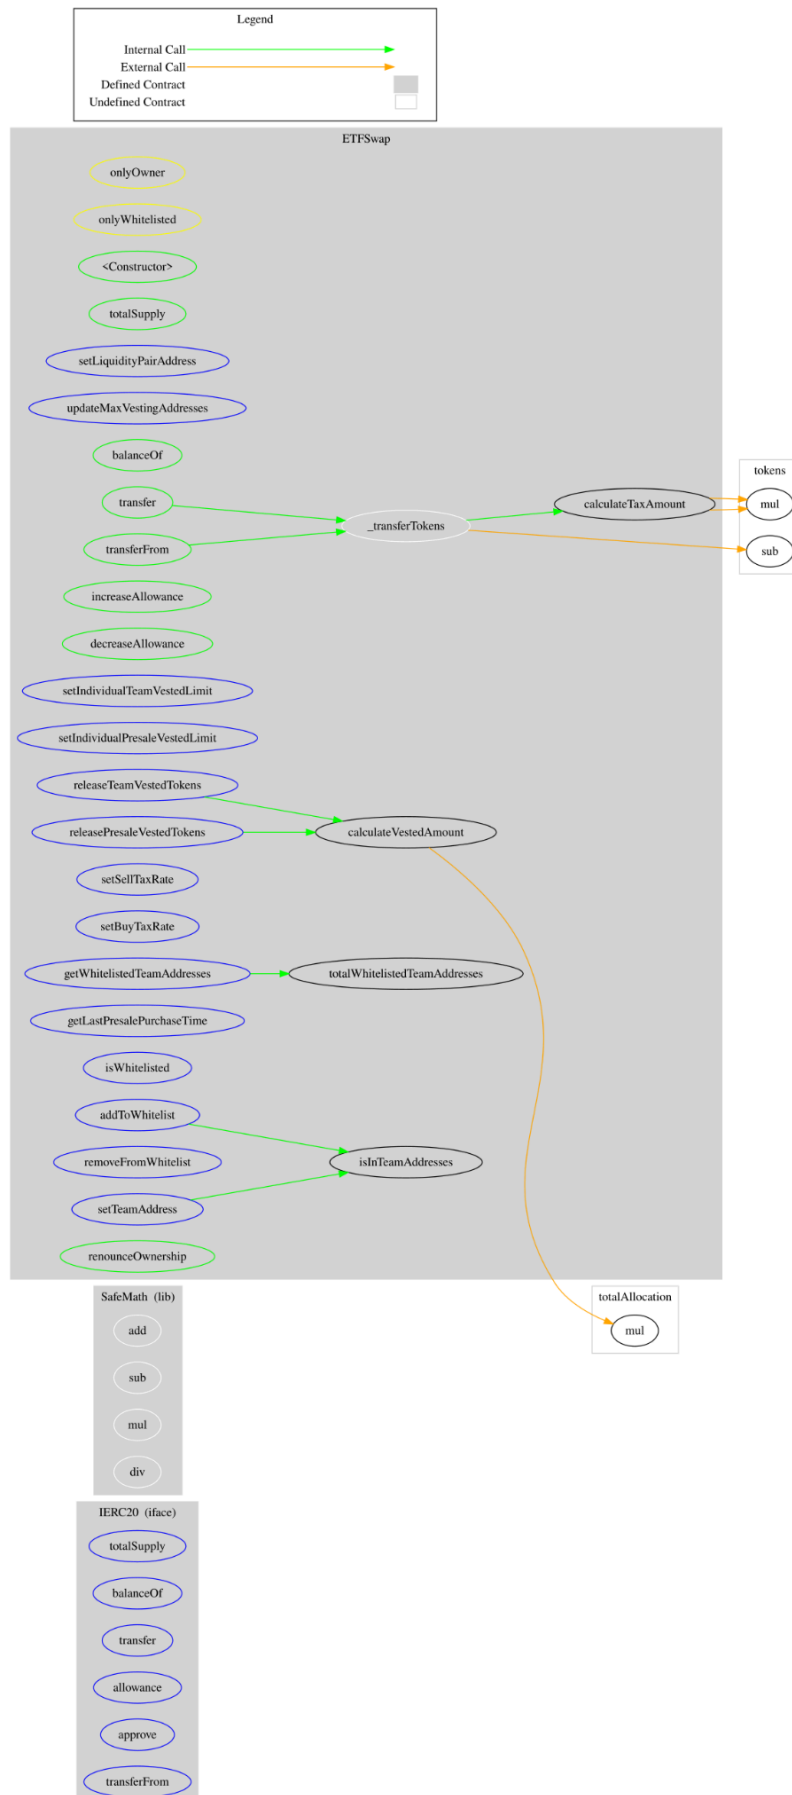 Legend
Internal Call
External Call
Defined Contract
Undefined Contract
ETFSwap
onlyOwner
onlyWhitelisted
<Constructor>
totalSupply
setLiquidityPairAddress
updateMaxVestingAddresses
balanceOf
transfer
transferFrom
_transferTokens
calculateTaxAmount
tokens
mul
sub
increaseAllowance
decreaseAllowance
setIndividualTeamVestedLimit
setIndividualPresaleVestedLimit
releaseTeamVestedTokens
releasePresaleVestedTokens
calculateVestedAmount
setSellTaxRate
setBuyTaxRate
getWhitelistedTeamAddresses
totalWhitelistedTeamAddresses
getLastPresalePurchaseTime
isWhitelisted
addToWhitelist
removeFromWhitelist
isInTeamAddresses
setTeamAddress
renounceOwnership
SafeMath (lib)
add
sub
mul
div
totalAllocation
mul
IERC20 (iface)
totalSupply
balanceOf
transfer
allowance
approve
transferFrom